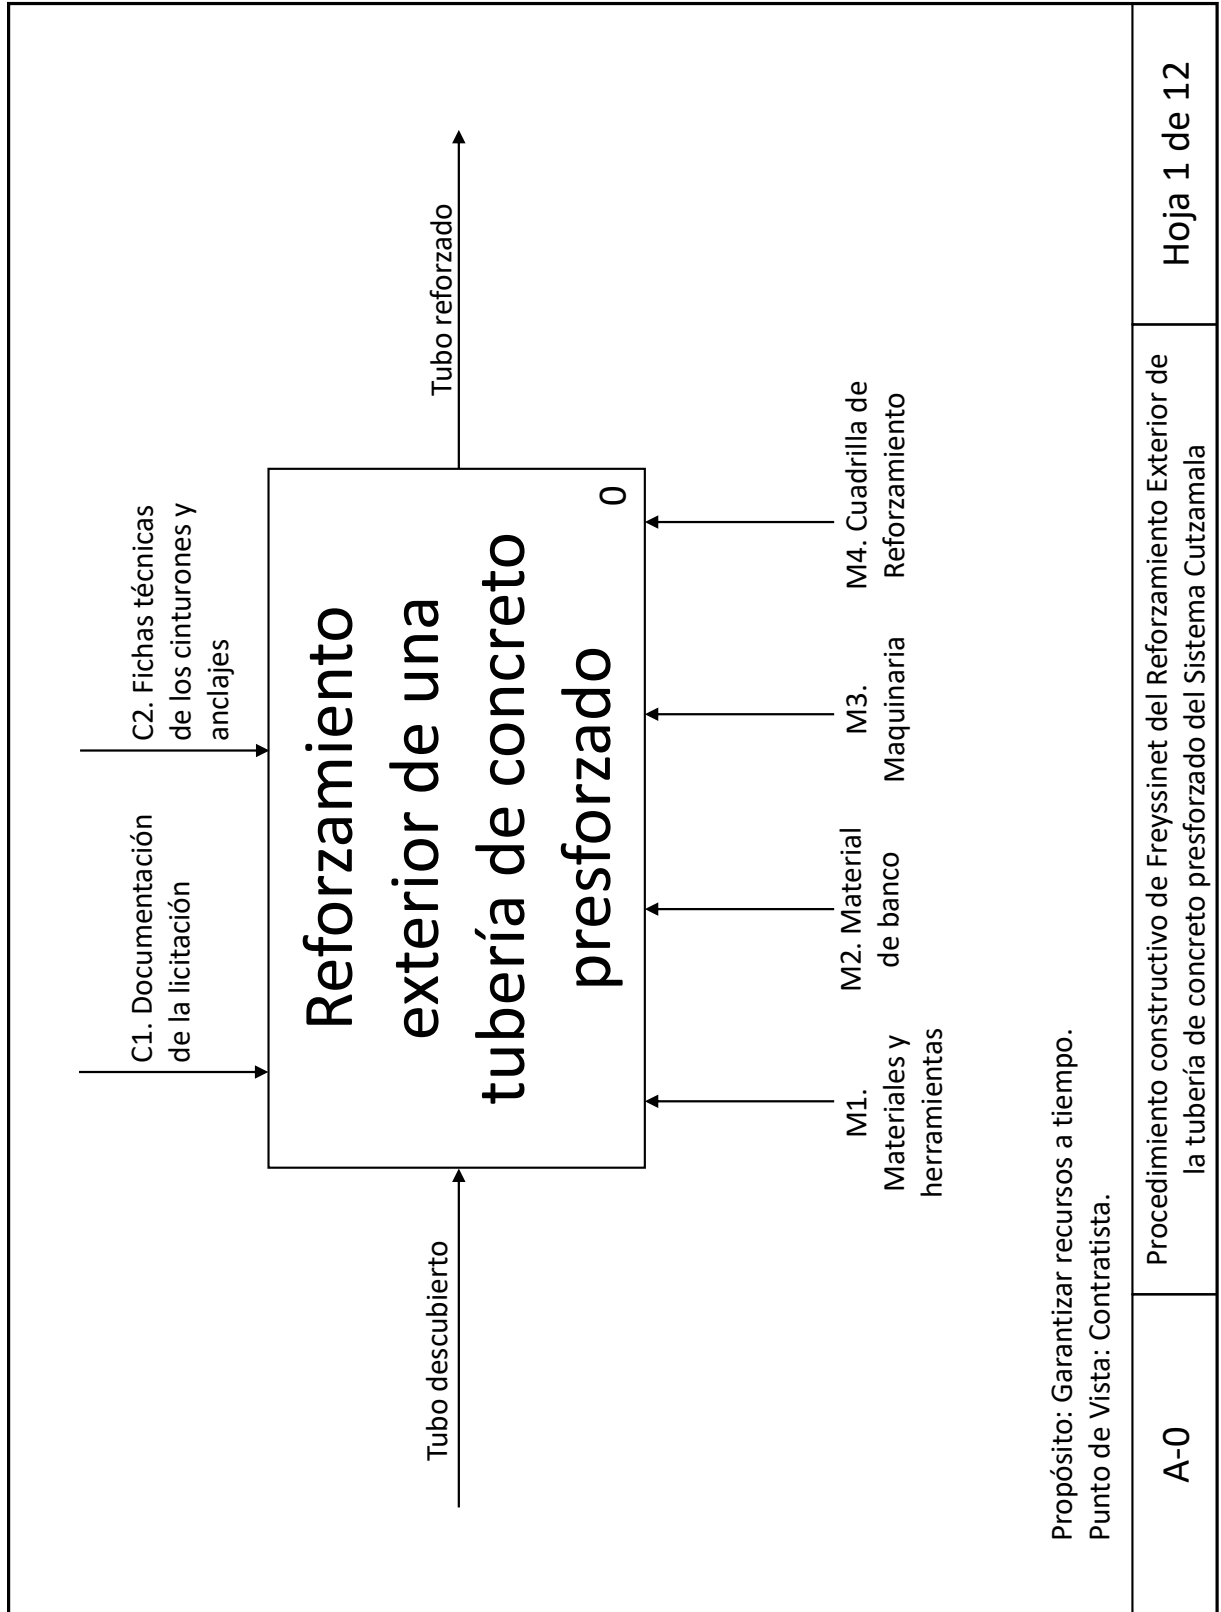 C1. Documentación
de la licitación
C2. Fichas técnicas
de los cinturones y
anclajes
Tubo descubierto
Reforzamiento
exterior de una
tubería de concreto
presforzado
0
Tubo reforzado
M1.
Materiales y
herramientas
M2. Material
de banco
M3.
Maquinaria
M4. Cuadrilla de
Reforzamiento
Propósito: Garantizar recursos a tiempo.
Punto de Vista: Contratista.
A-0
Procedimiento constructivo de Freyssinet del Reforzamiento Exterior de
la tubería de concreto presforzado del Sistema Cutzamala
Hoja 1 de 12